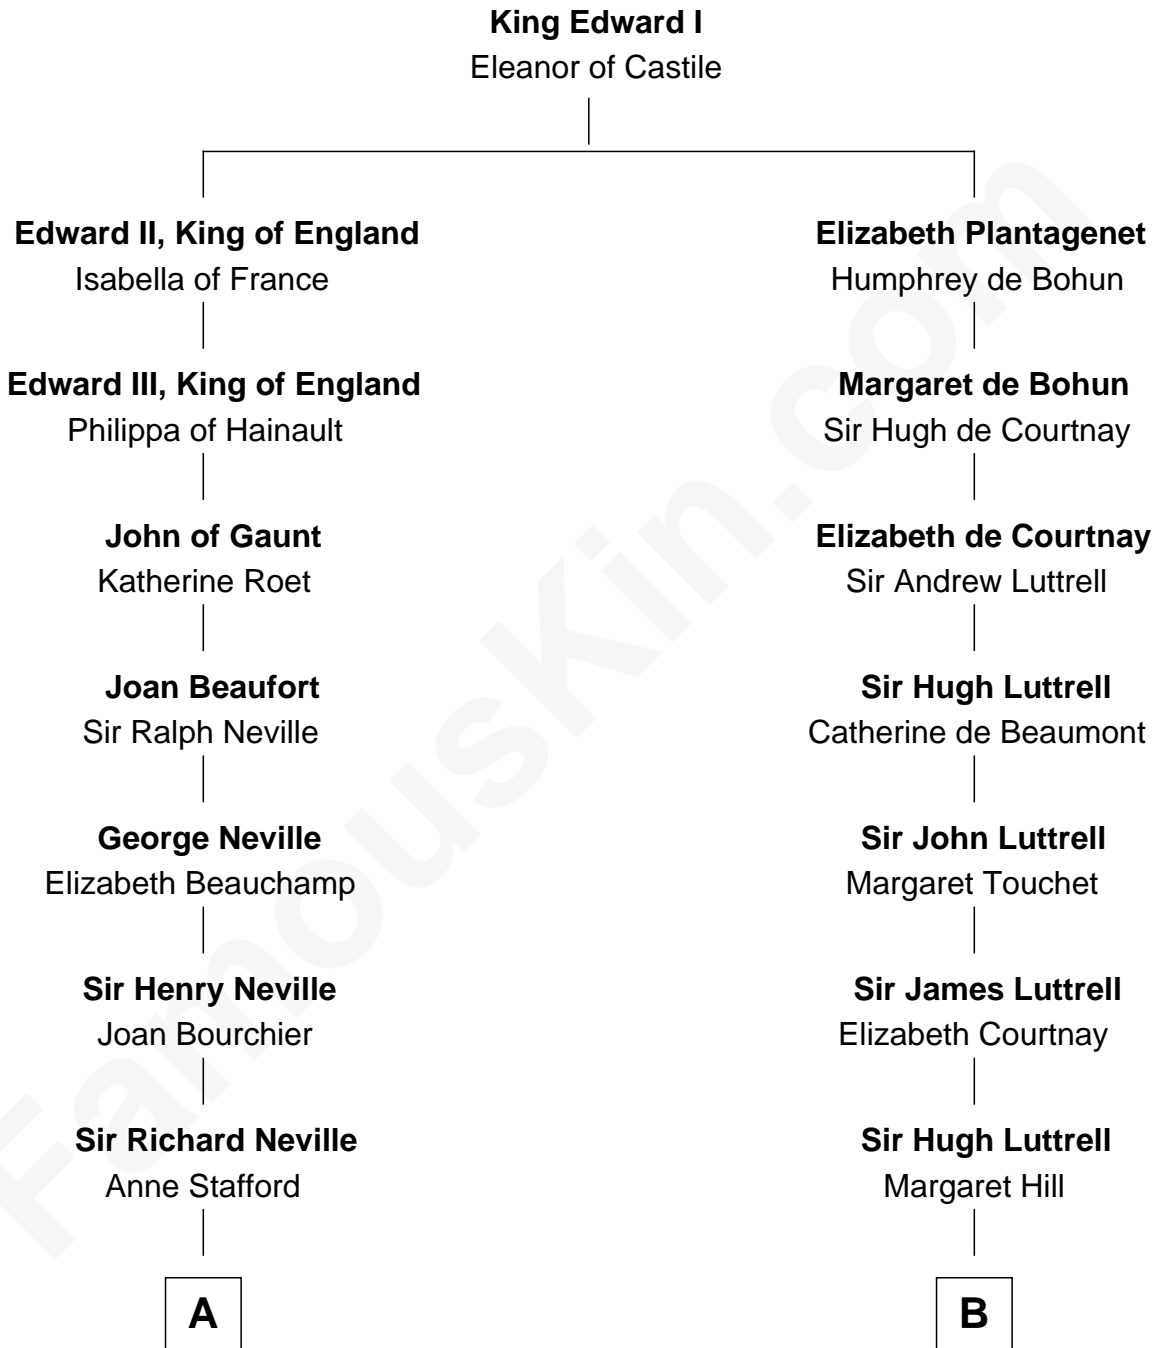 King Edward I
Eleanor of Castile
Edward II, King of England
Isabella of France
Elizabeth Plantagenet
Humphrey de Bohun
Edward III, King of England
Philippa of Hainault
Margaret de Bohun
Sir Hugh de Courtnay
John of Gaunt
Katherine Roet
Elizabeth de Courtnay
Sir Andrew Luttrell
Joan Beaufort
Sir Ralph Neville
Sir Hugh Luttrell
Catherine de Beaumont
George Neville
Elizabeth Beauchamp
Sir John Luttrell
Margaret Touchet
Sir Henry Neville
Joan Bourchier
Sir James Luttrell
Elizabeth Courtnay
Sir Richard Neville
Anne Stafford
Sir Hugh Luttrell
Margaret Hill
A
B
FamousKin.com